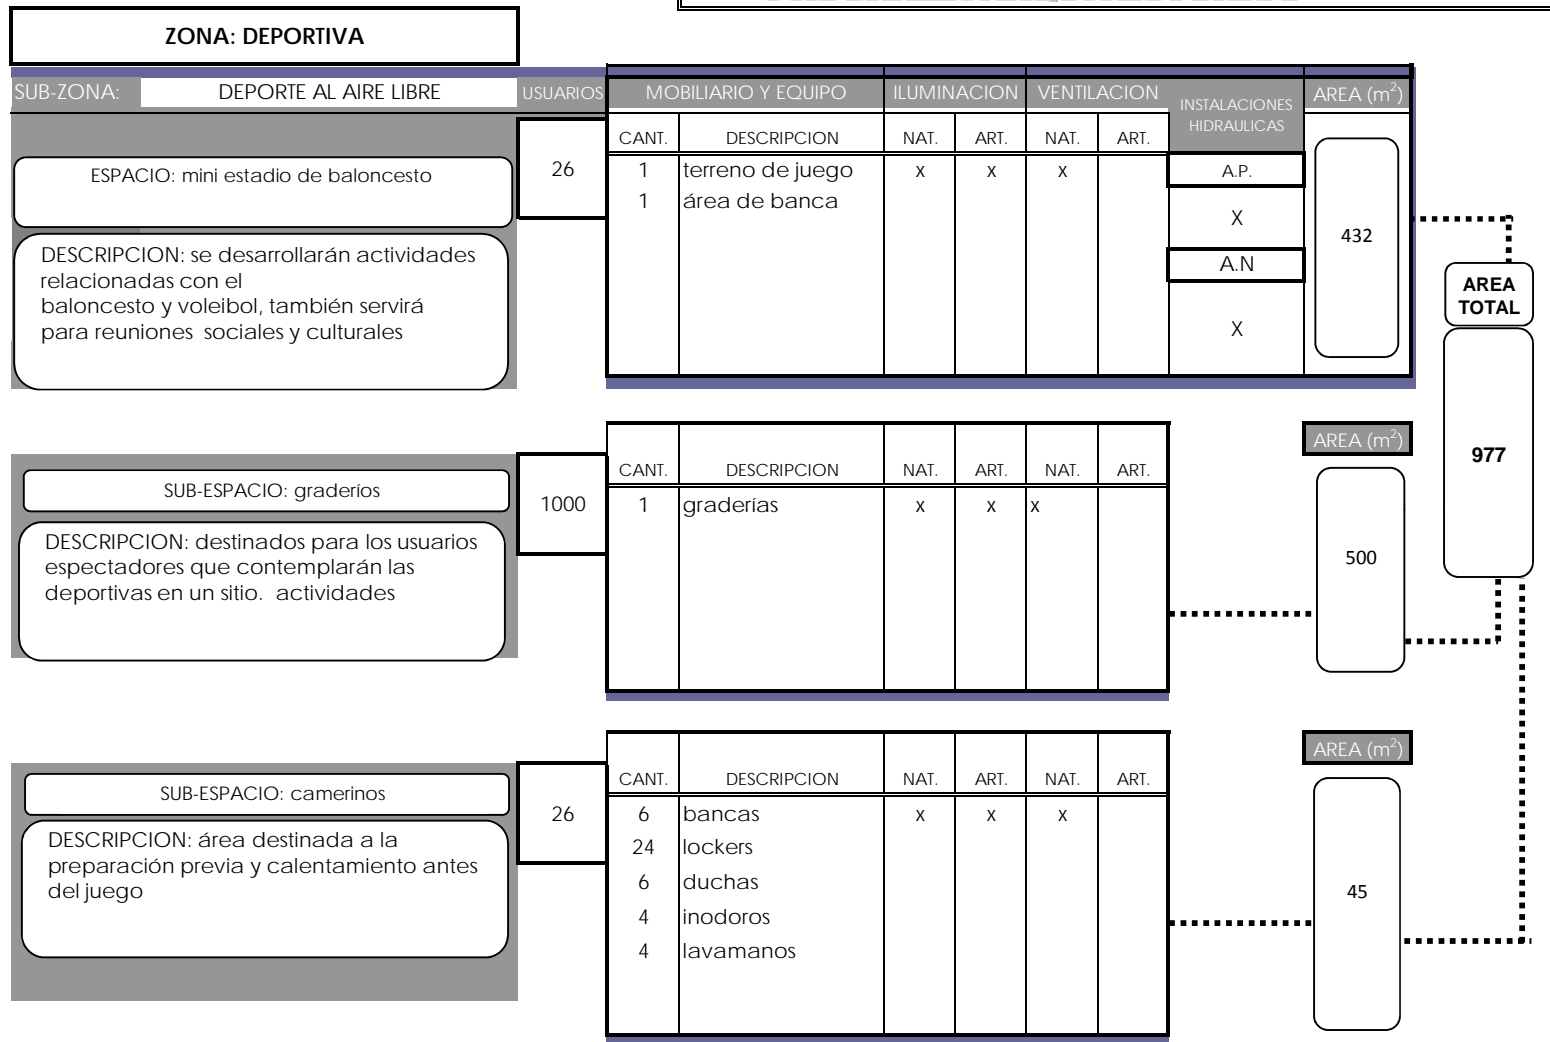 ZONA: DEPORTIVA
SUB-ZONA: DEPORTE AL AIRE LIBRE USUARIOS MOBILIARIO Y EQUIPO ILUMINACION VENTILACION INSTALACIONES HIDRAULICAS AREA (m²)
CANT. DESCRIPCION NAT. ART. NAT. ART.
ESPACIO: mini estadio de baloncesto
26
1 terreno de juego x x x A.P.
1 área de banca
X
A.N
X
432
DESCRIPCION: se desarrollarán actividades
relacionadas con el
baloncesto y voleibol, también servirá
para reuniones sociales y culturales
AREA
TOTAL
977
AREA (m²)
CANT. DESCRIPCION NAT. ART. NAT. ART.
SUB-ESPACIO: graderíos
1000
1 graderías x x x
500
DESCRIPCION: destinados para los usuarios
espectadores que contemplarán las
deportivas en un sitio. actividades
AREA (m²)
CANT. DESCRIPCION NAT. ART. NAT. ART.
SUB-ESPACIO: camerinos
26
6 bancas x x x
24 lockers
6 duchas
4 inodoros
4 lavamanos
45
DESCRIPCION: área destinada a la
preparación previa y calentamiento antes
del juego